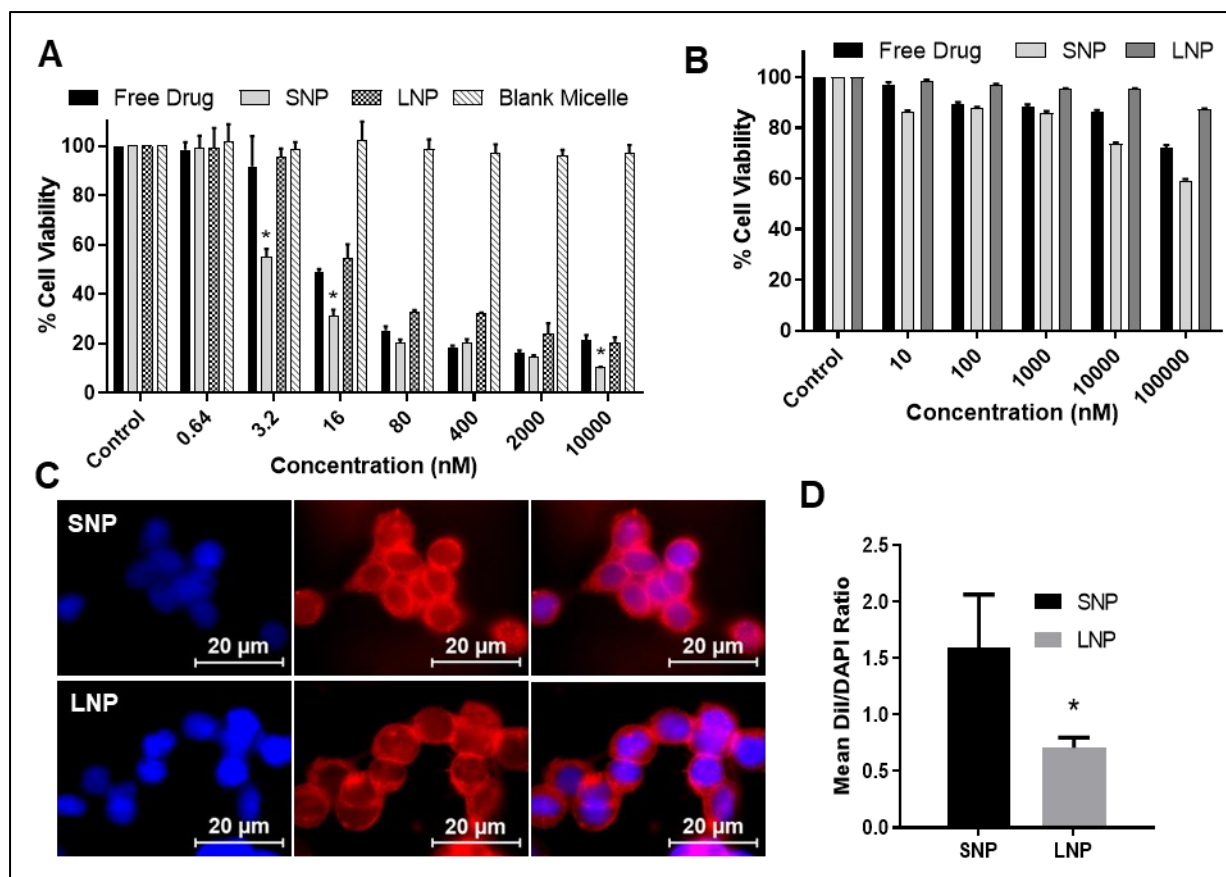 A
Free Drug SNP LNP Blank Micelle
% Cell Viability
100
80
60
40
20
0
* * *
Control 0.64 3.2 16 80 400 2000 10000
Concentration (nM)
B
Free Drug SNP LNP
% Cell Viability
100
80
60
40
20
0
Control 10 100 1000 10000 100000
Concentration (nM)
C
SNP
20 µm 20 µm 20 µm
LNP
20 µm 20 µm 20 µm
D
Mean DiI/DAPI Ratio
2.5
2.0
1.5
1.0
0.5
0.0
SNP
LNP
*
SNP LNP